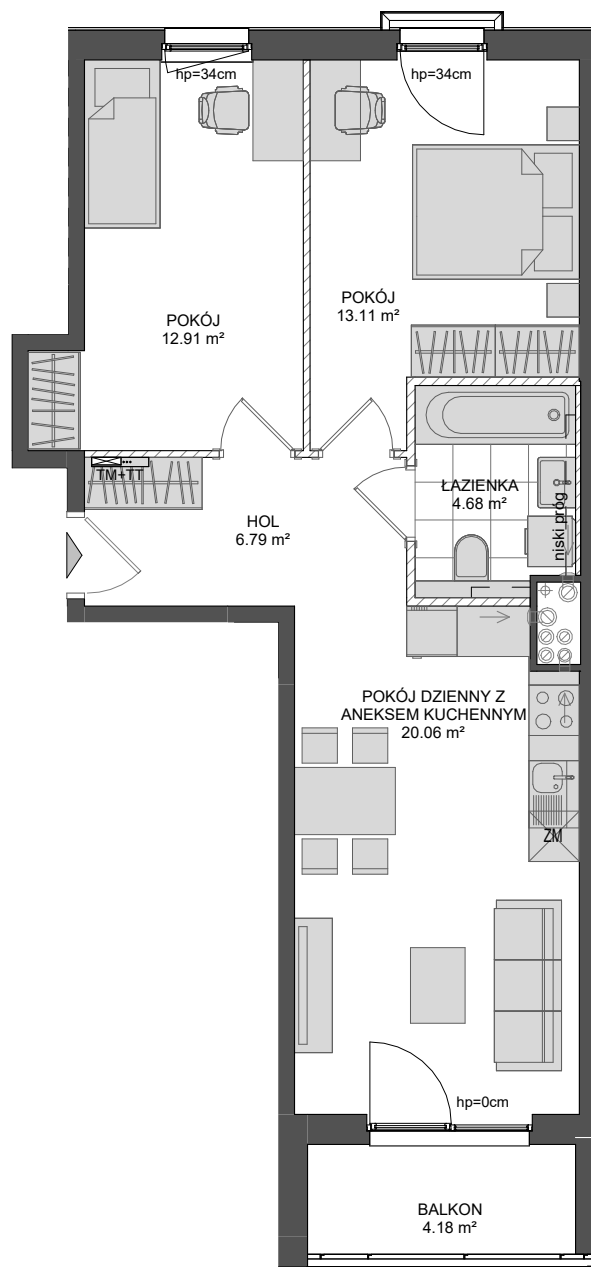 hp=34cm
hp=34cm
POKÓJ
12.91 m²
POKÓJ
13.11 m²
TM+TT
ŁAZIENKA
4.68 m²
niski próg
HOL
6.79 m²
POKÓJ DZIENNY Z
ANEKSEM KUCHENNYM
20.06 m²
ZM
hp=0cm
BALKON
4.18 m²